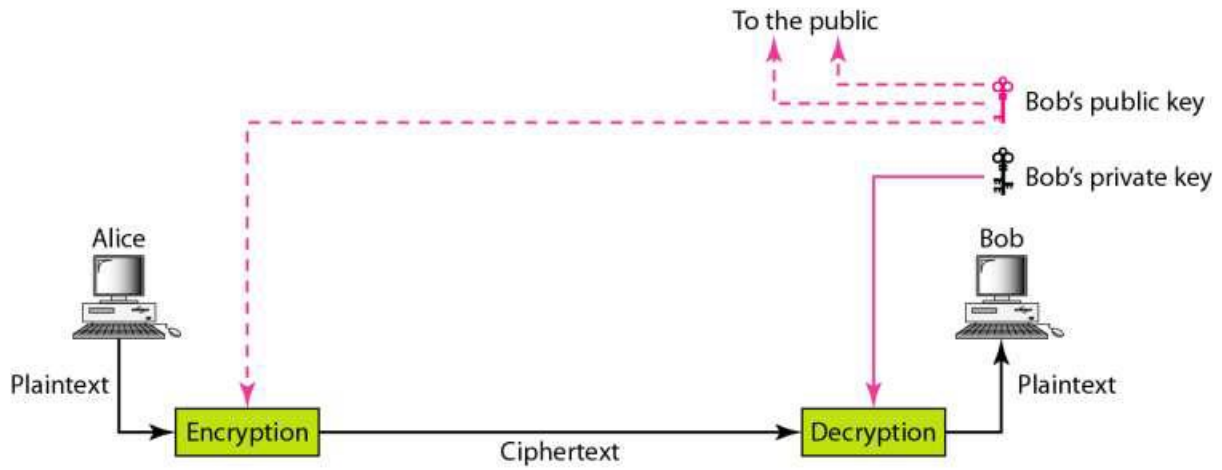 To the public
Bob's public key
Bob's private key
Alice
Bob
Plaintext
Plaintext
Encryption
Decryption
Ciphertext